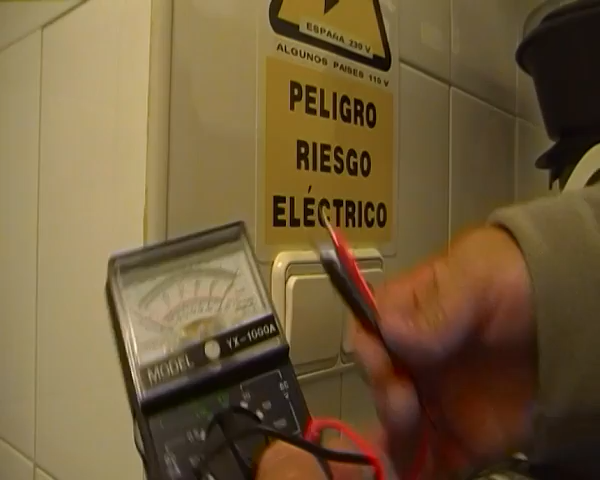 ESPAÑA 230 V
ALGUNOS PAISES 115 V
PELIGRO
RIESGO
ELÉCTRICO
MODEL YX-1000A